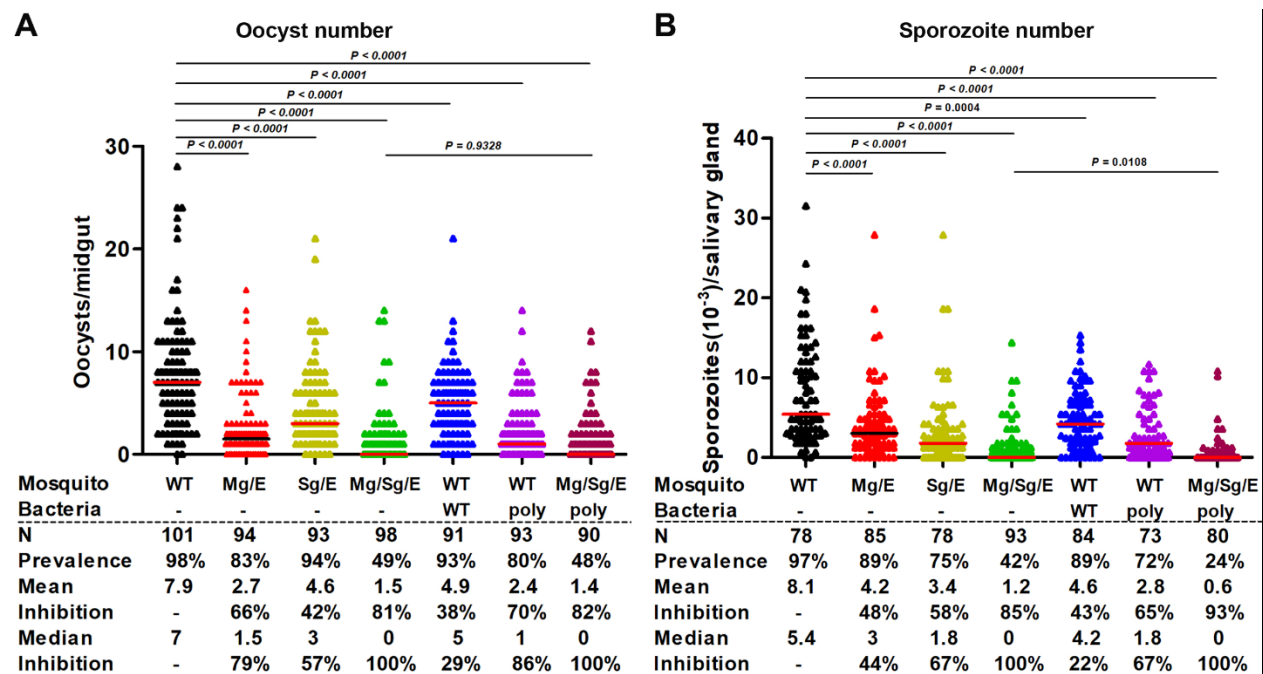 A
Oocyst number
P < 0.0001
P < 0.0001
P < 0.0001
P < 0.0001
P < 0.0001
P < 0.0001
P = 0.9328
Oocysts/midgut
30
20
10
0
Mosquito WT Mg/E Sg/E Mg/Sg/E WT WT Mg/Sg/E
Bacteria - - - - WT poly poly
N 101 94 93 98 91 93 90
Prevalence 98% 83% 94% 49% 93% 80% 48%
Mean 7.9 2.7 4.6 1.5 4.9 2.4 1.4
Inhibition - 66% 42% 81% 38% 70% 82%
Median 7 1.5 3 0 5 1 0
Inhibition - 79% 57% 100% 29% 86% 100%
B
Sporozoite number
P < 0.0001
P < 0.0001
P = 0.0004
P < 0.0001
P < 0.0001
P < 0.0001
P = 0.0108
Sporozoites(10⁻³)/salivary gland
40
30
20
10
0
Mosquito WT Mg/E Sg/E Mg/Sg/E WT WT Mg/Sg/E
Bacteria - - - - WT poly poly
N 78 85 78 93 84 73 80
Prevalence 97% 89% 75% 42% 89% 72% 24%
Mean 8.1 4.2 3.4 1.2 4.6 2.8 0.6
Inhibition - 48% 58% 85% 43% 65% 93%
Median 5.4 3 1.8 0 4.2 1.8 0
Inhibition - 44% 67% 100% 22% 67% 100%